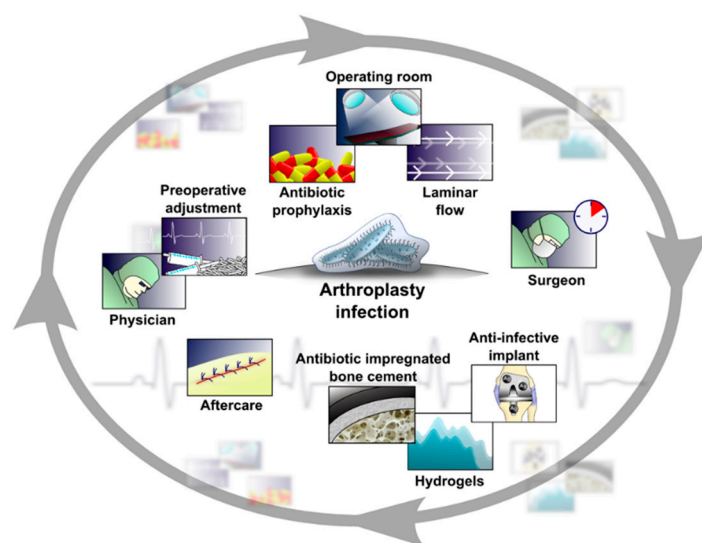 Operating room
Antibiotic
prophylaxis
Laminar
flow
Preoperative
adjustment
Physician
Surgeon
Arthroplasty
infection
Aftercare
Antibiotic impregnated
bone cement
Hydrogels
Anti-infective
implant